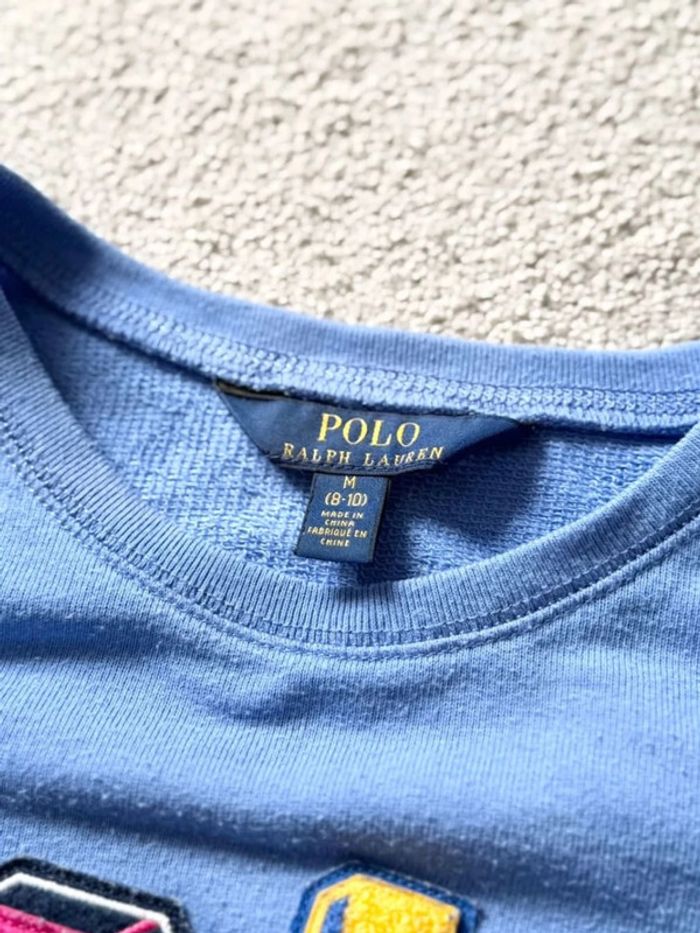 POLO
RALPH LAUREN
M
(8-10)
MADE IN
CHINA
FABRIQUÉ EN
CHINE